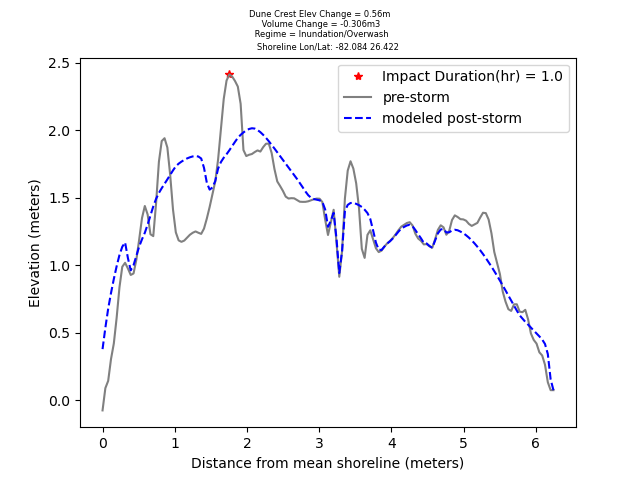 Dune Crest Elev Change = 0.56m
Volume Change = -0.306m3
Regime = Inundation/Overwash
Shoreline Lon/Lat: -82.084 26.422
Impact Duration(hr) = 1.0
pre-storm
modeled post-storm
Elevation (meters)
2.5
2.0
1.5
1.0
0.5
0.0
0 1 2 3 4 5 6
Distance from mean shoreline (meters)